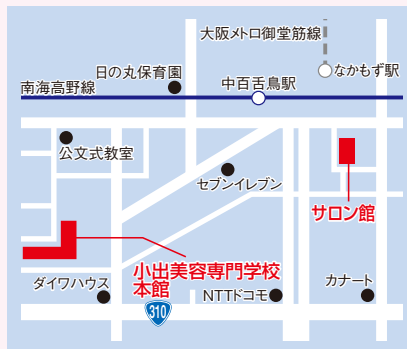 大阪メトロ御堂筋線
なかもず駅
日の丸保育園
中百舌鳥駅
南海高野線
公文式教室
セブンイレブン
サロン館
小出美容専門学校
本館
ダイワハウス
NTTドコモ
カナート
310